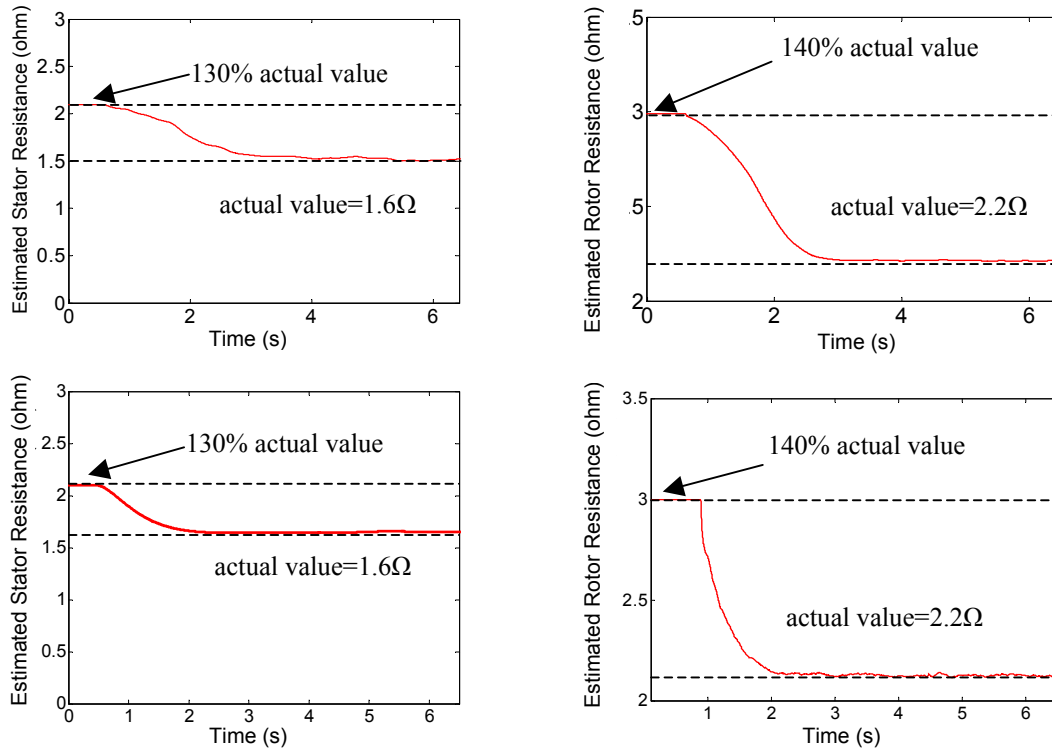 Estimated Stator Resistance (ohm)
3
2.5
2
1.5
1
0.5
0
130% actual value
actual value=1.6Ω
0 2 4 6
Time (s)
Estimated Rotor Resistance (ohm)
.5
3
.5
2
140% actual value
actual value=2.2Ω
0 2 4 6
Time (s)
Estimated Stator Resistance (ohm)
3
2.5
2
1.5
1
0.5
0
130% actual value
actual value=1.6Ω
0 1 2 3 4 5 6
Time (s)
Estimated Rotor Resistance (ohm)
3.5
3
2.5
2
140% actual value
actual value=2.2Ω
1 2 3 4 5 6
Time (s)